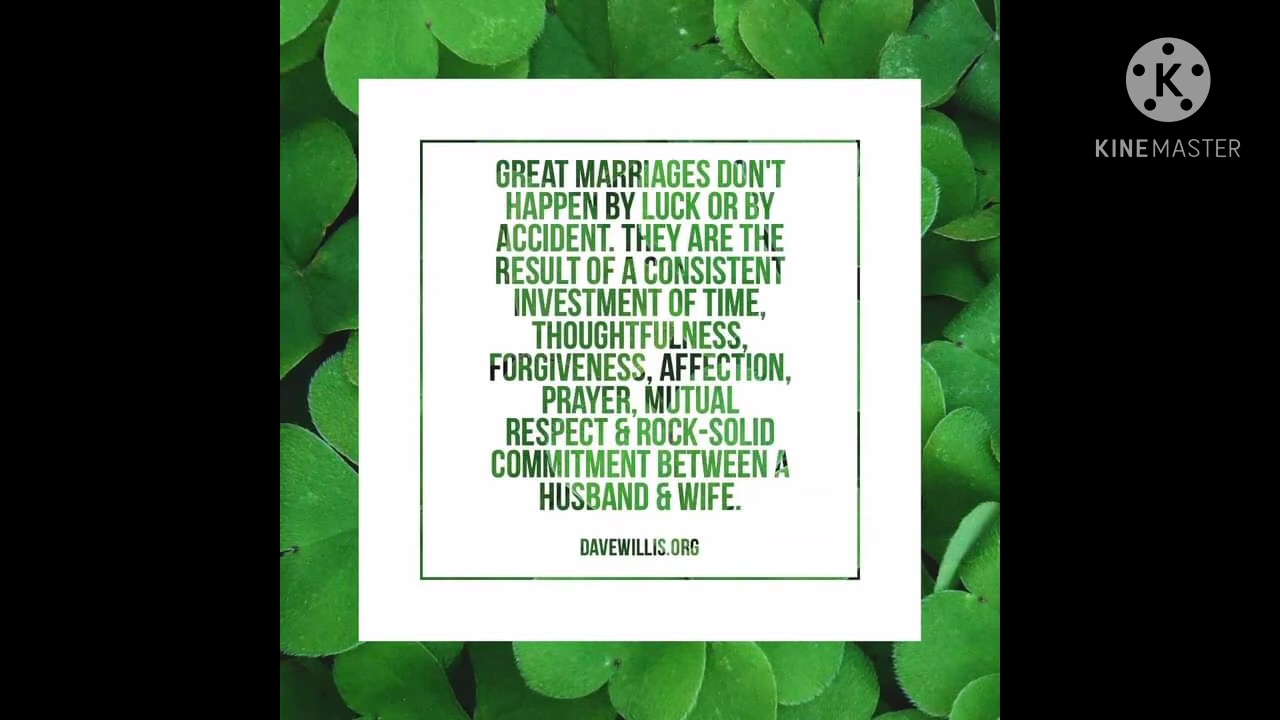 GREAT MARRIAGES DON'T
HAPPEN BY LUCK OR BY
ACCIDENT. THEY ARE THE
RESULT OF A CONSISTENT
INVESTMENT OF TIME,
THOUGHTFULNESS,
FORGIVENESS, AFFECTION,
PRAYER, MUTUAL
RESPECT & ROCK-SOLID
COMMITMENT BETWEEN A
HUSBAND & WIFE.
DAVEWILLIS.ORG
K
KINEMASTER